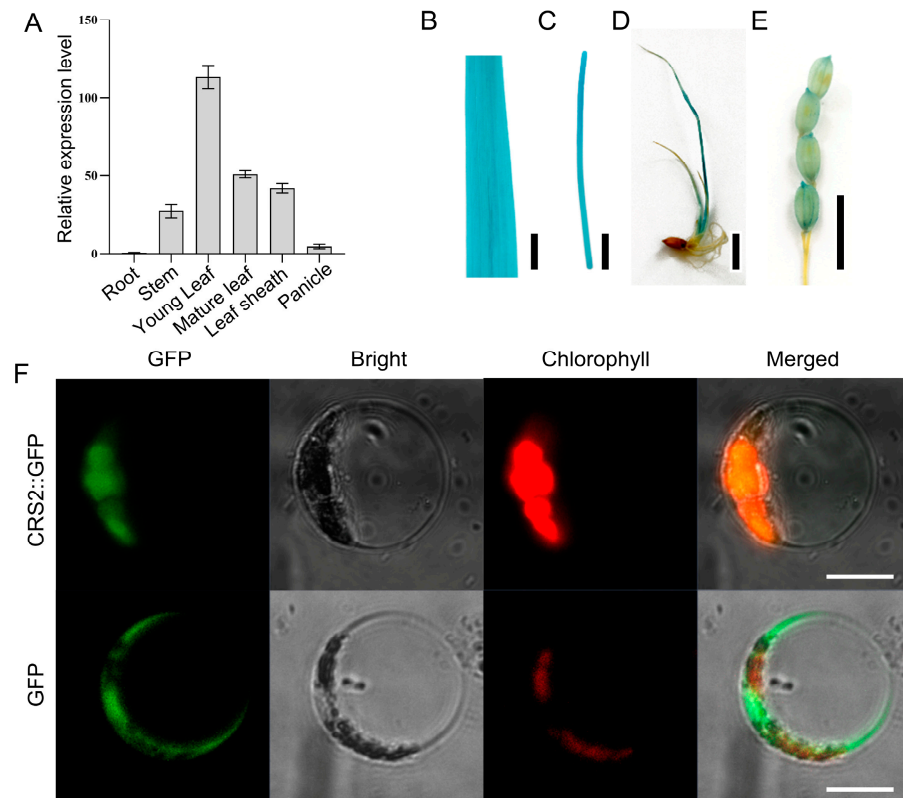 A
B
C
D
E
Relative expression level
150
100
50
0
Root
Stem
Young Leaf
Mature leaf
Leaf sheath
Panicle
F
GFP
Bright
Chlorophyll
Merged
CRS2::GFP
GFP